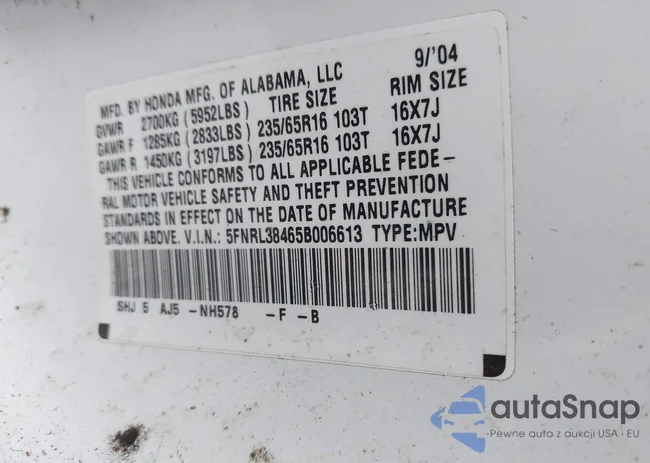 MFD. BY HONDA MFG. OF ALABAMA, LLC 9/'04
GVWR 2700KG (5952LBS) TIRE SIZE RIM SIZE
GAWR F 1285KG (2833LBS) 235/65R16 103T 16X7J
GAWR R 1450KG (3197LBS) 235/65R16 103T 16X7J
THIS VEHICLE CONFORMS TO ALL APPLICABLE FEDE-
RAL MOTOR VEHICLE SAFETY AND THEFT PREVENTION
STANDARDS IN EFFECT ON THE DATE OF MANUFACTURE
SHOWN ABOVE. V.I.N.: 5FNRL38465B006613 TYPE:MPV
SHJ 5 AJ5 -NH578 -F -B
autaSnap
Pewne auta z aukcji USA i EU